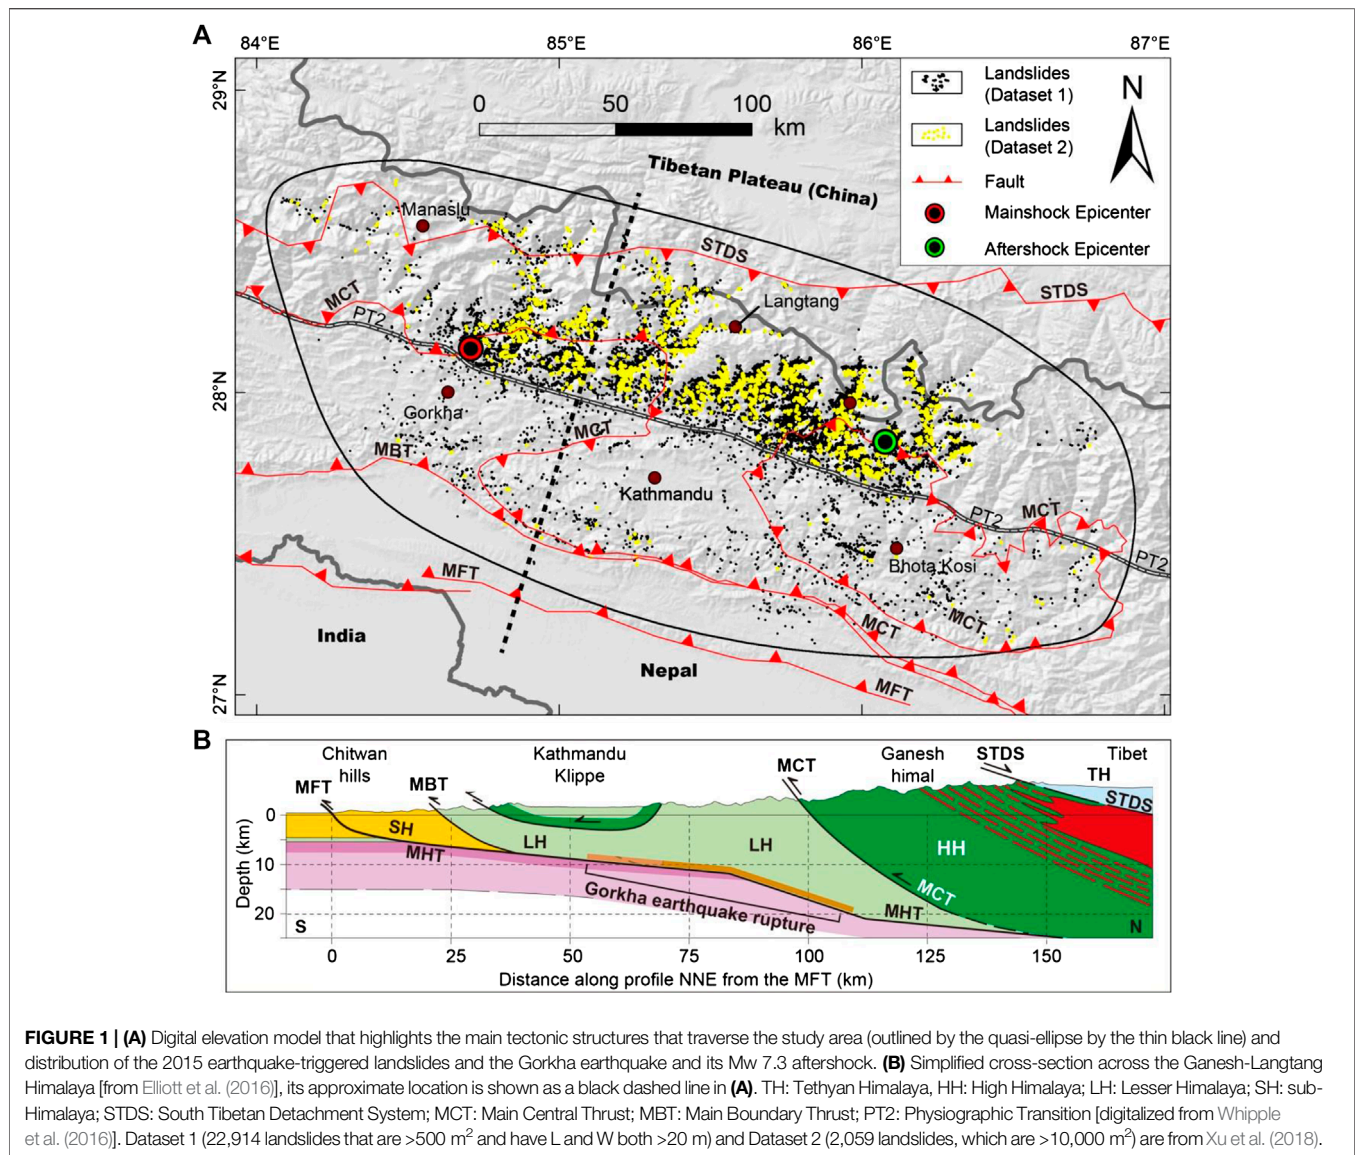 A
84°E 85°E 86°E 87°E
29°N
28°N
27°N
0 50 100
km
Landslides
(Dataset 1)
Landslides
(Dataset 2)
Fault
Mainshock Epicenter
Aftershock Epicenter
N
Tibetan Plateau (China)
Manaslu
STDS
STDS
Langtang
MCT
PT2
Gorkha
MCT
MBT
Kathmandu
PT2
MCT
PT2
Bhota Kosi
MFT
MCT
MCT
India
Nepal
MFT
B
Chitwan
hills
Kathmandu
Klippe
Ganesh
himal
STDS
Tibet
MFT
MBT
MCT
TH
STDS
SH
LH
LH
HH
MHT
MCT
MHT
Gorkha earthquake rupture
S
N
Depth (km)
0
10
20
0 25 50 75 100 125 150
Distance along profile NNE from the MFT (km)
FIGURE 1 | (A) Digital elevation model that highlights the main tectonic structures that traverse the study area (outlined by the quasi-ellipse by the thin black line) and
distribution of the 2015 earthquake-triggered landslides and the Gorkha earthquake and its Mw 7.3 aftershock. (B) Simplified cross-section across the Ganesh-Langtang
Himalaya [from Elliott et al. (2016)], its approximate location is shown as a black dashed line in (A). TH: Tethyan Himalaya, HH: High Himalaya; LH: Lesser Himalaya; SH: sub-
Himalaya; STDS: South Tibetan Detachment System; MCT: Main Central Thrust; MBT: Main Boundary Thrust; PT2: Physiographic Transition [digitalized from Whipple
et al. (2016)]. Dataset 1 (22,914 landslides that are >500 m² and have L and W both >20 m) and Dataset 2 (2,059 landslides, which are >10,000 m²) are from Xu et al. (2018).